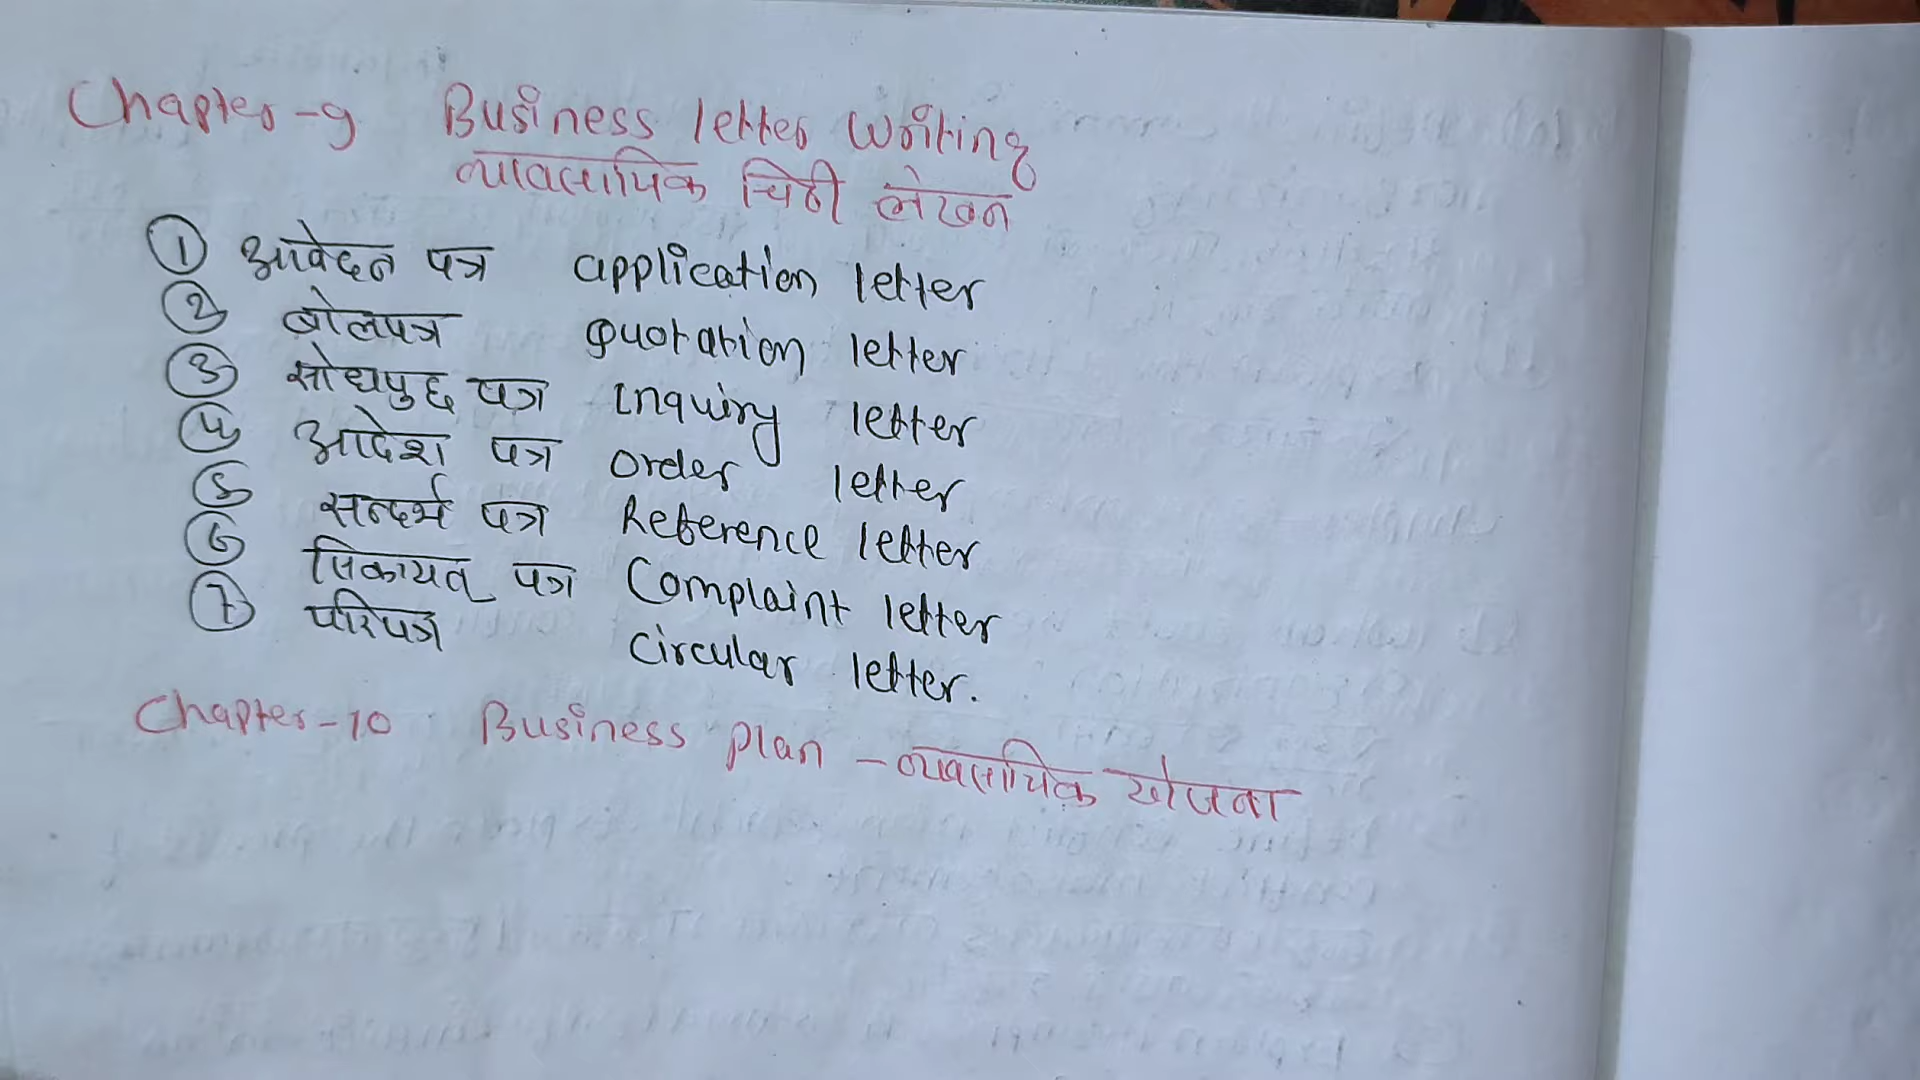 Chapter-9 Business letter writing
व्यावसायिक चिठी लेखन
① आवेदन पत्र application letter
② बोलपत्र Quotation letter
③ सोधपुछ पत्र Inquiry letter
④ आदेश पत्र order letter
⑤ सन्दर्भ पत्र Reference letter
⑥ सिकायत पत्र Complaint letter
⑦ परिपत्र circular letter.
Chapter-10 Business plan - व्यवसायिक योजना